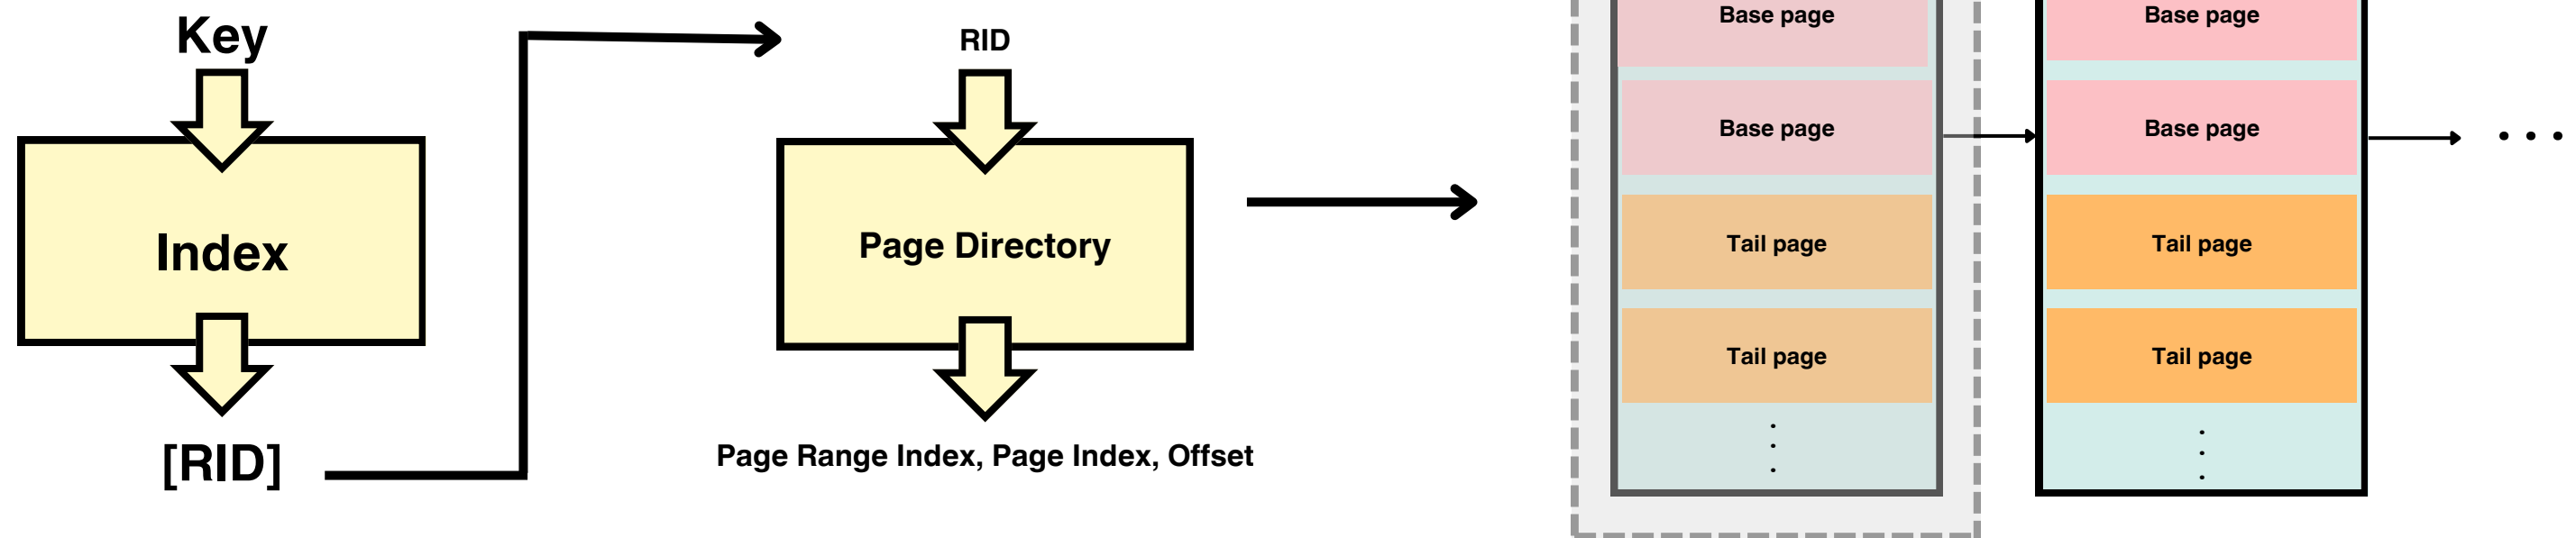 Key
Index
[RID]
RID
Page Directory
Page Range Index, Page Index, Offset
Base page
Base page
Tail page
Tail page
Base page
Base page
Tail page
Tail page